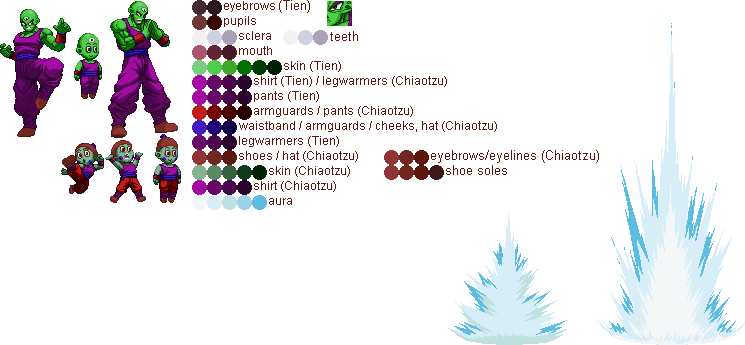 eyebrows (Tien)
pupils
sclera teeth
mouth
skin (Tien)
shirt (Tien) / legwarmers (Chiaotzu)
pants (Tien)
armguards / pants (Chiaotzu)
waistband / armguards / cheeks, hat (Chiaotzu)
legwarmers (Tien)
shoes / hat (Chiaotzu) eyebrows/eyelines (Chiaotzu)
skin (Chiaotzu) shoe soles
shirt (Chiaotzu)
aura